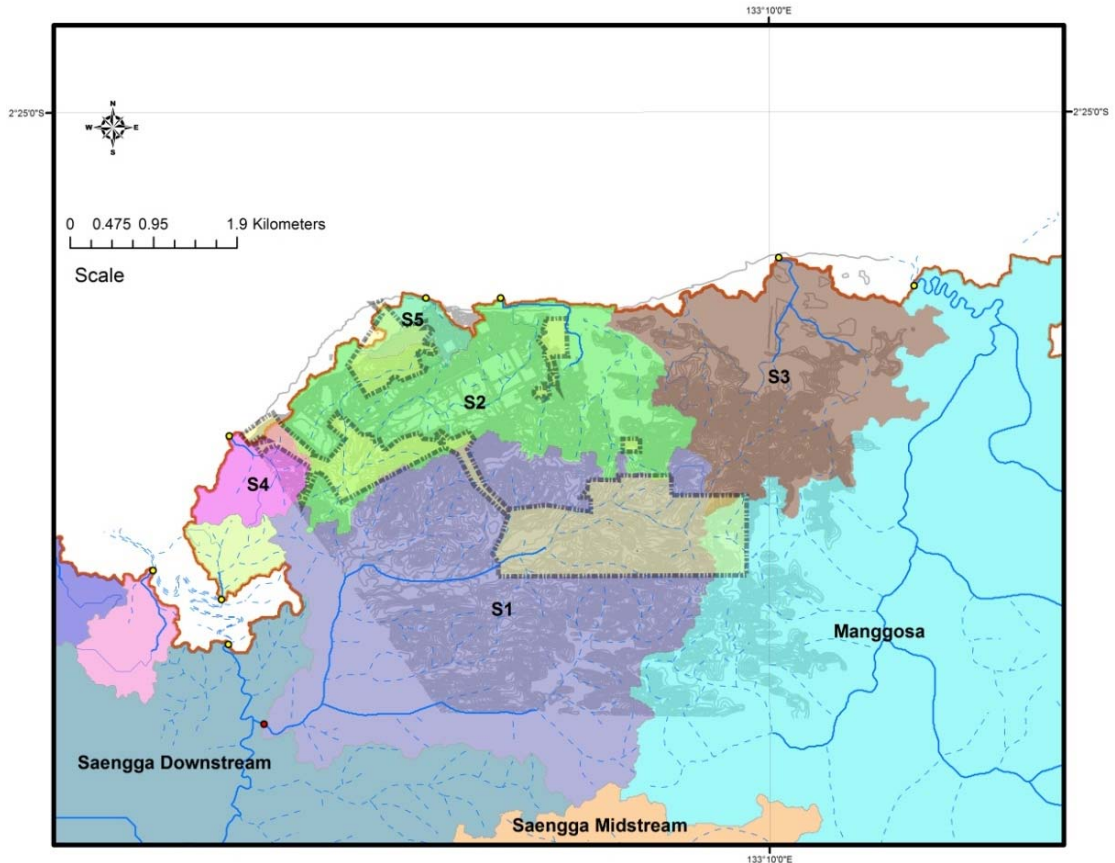 133°10'0"E
2°25'0"S
2°25'0"S
N
W E
S
0 0.475 0.95 1.9 Kilometers
Scale
S5
S3
S2
S4
S1
Manggosa
Saengga Downstream
Saengga Midstream
133°10'0"E